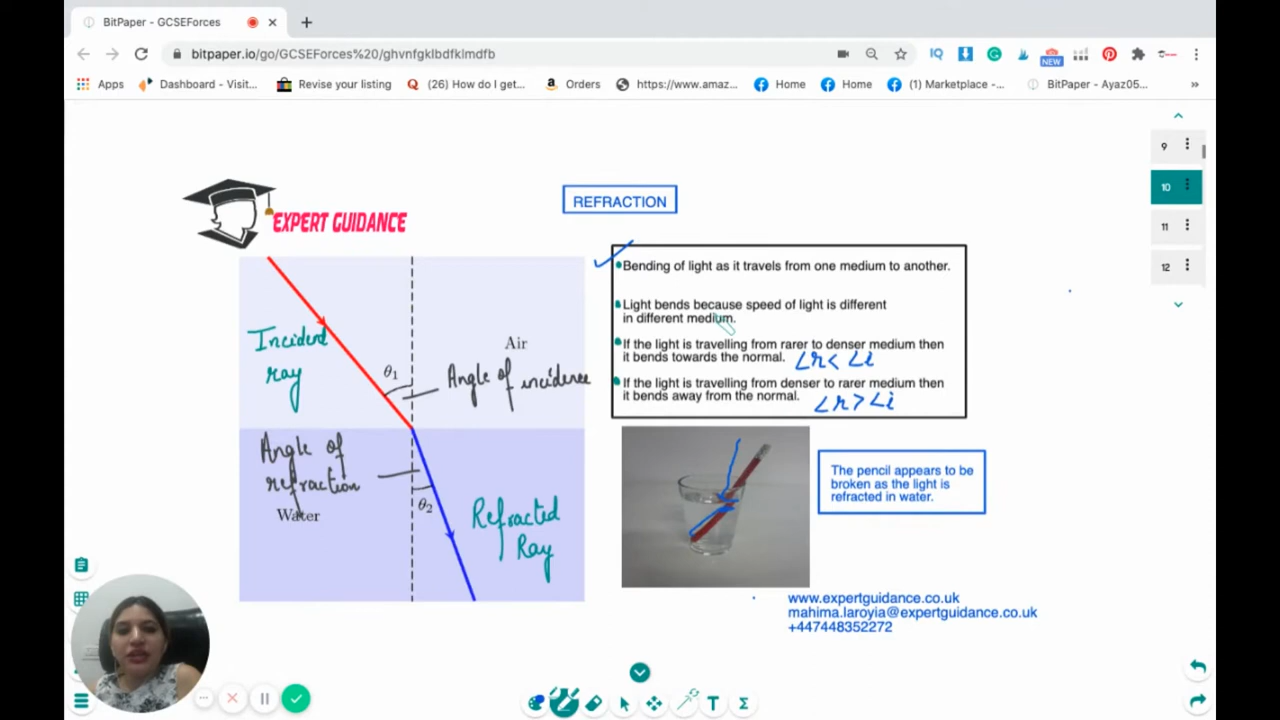 BitPaper - GCSEForces
bitpaper.io/go/GCSEForces%20/ghvnfgklbdfklmdfb
IQ
NEW
Apps
Dashboard - Visit...
Revise your listing
(26) How do I get...
Orders
https://www.amaz...
Home
Home
(1) Marketplace -...
BitPaper - Ayaz05...
»
9
10
11
12
EXPERT GUIDANCE
REFRACTION
Bending of light as it travels from one medium to another.
Light bends because speed of light is different
in different medium.
If the light is travelling from rarer to denser medium then
it bends towards the normal. ∠r < ∠i
If the light is travelling from denser to rarer medium then
it bends away from the normal. ∠r > ∠i
Incident
ray
θ1
Air
Angle of incidence
Angle of
refraction
Water
θ2
Refracted
Ray
The pencil appears to be
broken as the light is
refracted in water.
www.expertguidance.co.uk
mahima.laroyia@expertguidance.co.uk
+447448352272
T
Σ